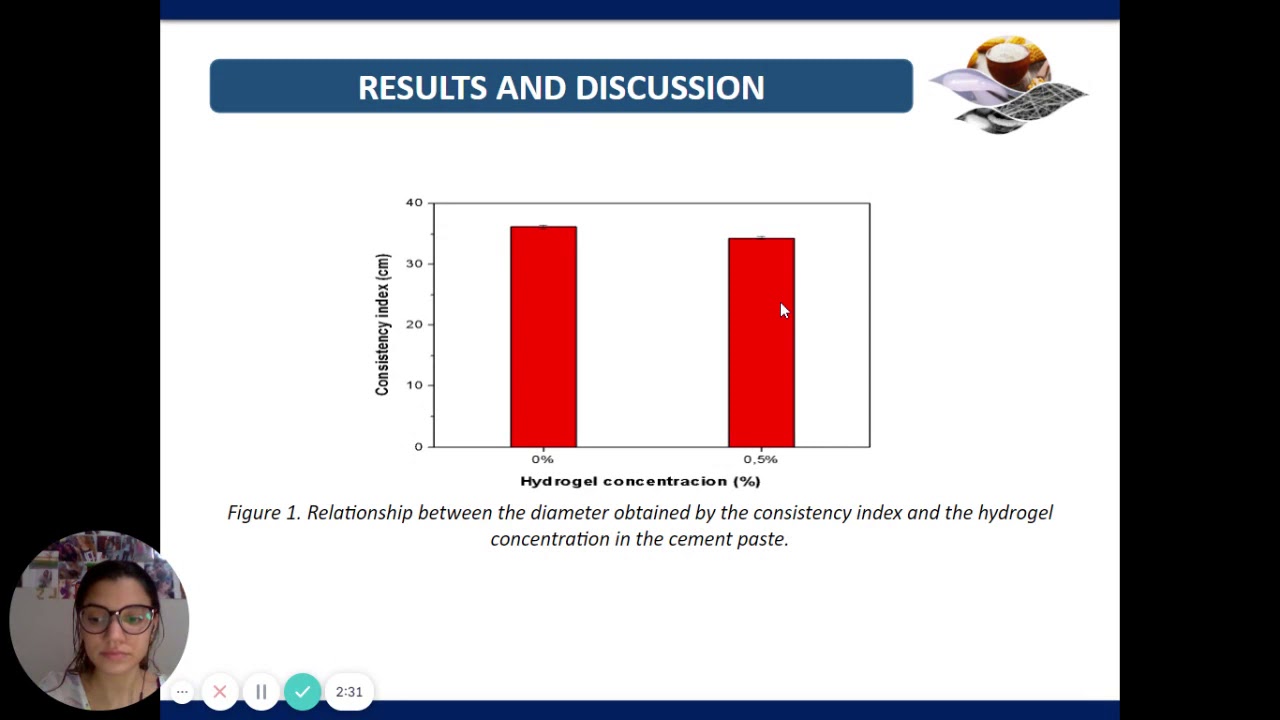 RESULTS AND DISCUSSION
40
30
20
10
0
Consistency index (cm)
0%
0,5%
Hydrogel concentracion (%)
Figure 1. Relationship between the diameter obtained by the consistency index and the hydrogel
concentration in the cement paste.
2:31